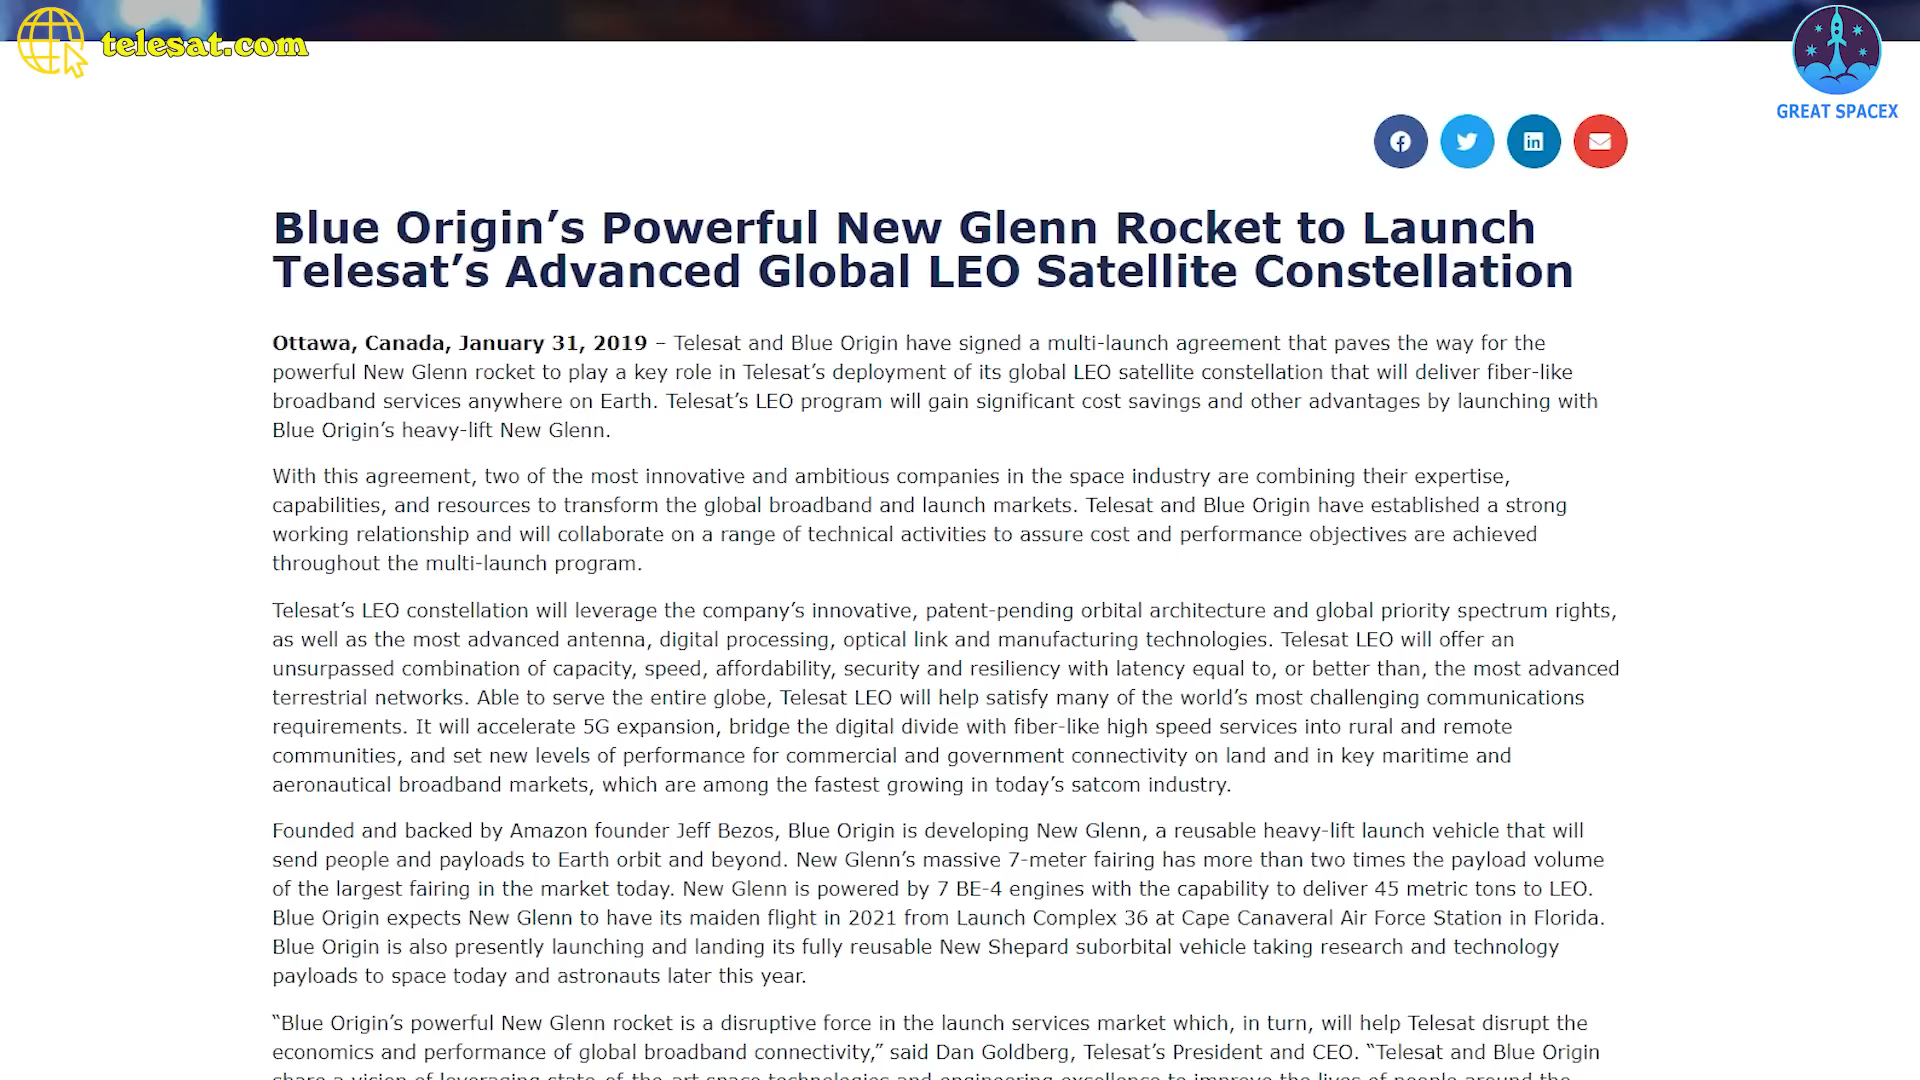 telesat.com
GREAT SPACEX
Blue Origin’s Powerful New Glenn Rocket to Launch
Telesat’s Advanced Global LEO Satellite Constellation
Ottawa, Canada, January 31, 2019 – Telesat and Blue Origin have signed a multi-launch agreement that paves the way for the
powerful New Glenn rocket to play a key role in Telesat’s deployment of its global LEO satellite constellation that will deliver fiber-like
broadband services anywhere on Earth. Telesat’s LEO program will gain significant cost savings and other advantages by launching with
Blue Origin’s heavy-lift New Glenn.
With this agreement, two of the most innovative and ambitious companies in the space industry are combining their expertise,
capabilities, and resources to transform the global broadband and launch markets. Telesat and Blue Origin have established a strong
working relationship and will collaborate on a range of technical activities to assure cost and performance objectives are achieved
throughout the multi-launch program.
Telesat’s LEO constellation will leverage the company’s innovative, patent-pending orbital architecture and global priority spectrum rights,
as well as the most advanced antenna, digital processing, optical link and manufacturing technologies. Telesat LEO will offer an
unsurpassed combination of capacity, speed, affordability, security and resiliency with latency equal to, or better than, the most advanced
terrestrial networks. Able to serve the entire globe, Telesat LEO will help satisfy many of the world’s most challenging communications
requirements. It will accelerate 5G expansion, bridge the digital divide with fiber-like high speed services into rural and remote
communities, and set new levels of performance for commercial and government connectivity on land and in key maritime and
aeronautical broadband markets, which are among the fastest growing in today’s satcom industry.
Founded and backed by Amazon founder Jeff Bezos, Blue Origin is developing New Glenn, a reusable heavy-lift launch vehicle that will
send people and payloads to Earth orbit and beyond. New Glenn’s massive 7-meter fairing has more than two times the payload volume
of the largest fairing in the market today. New Glenn is powered by 7 BE-4 engines with the capability to deliver 45 metric tons to LEO.
Blue Origin expects New Glenn to have its maiden flight in 2021 from Launch Complex 36 at Cape Canaveral Air Force Station in Florida.
Blue Origin is also presently launching and landing its fully reusable New Shepard suborbital vehicle taking research and technology
payloads to space today and astronauts later this year.
“Blue Origin’s powerful New Glenn rocket is a disruptive force in the launch services market which, in turn, will help Telesat disrupt the
economics and performance of global broadband connectivity,” said Dan Goldberg, Telesat’s President and CEO. “Telesat and Blue Origin
share a vision of leveraging state-of-the-art space technologies and engineering excellence to improve the lives of people around the